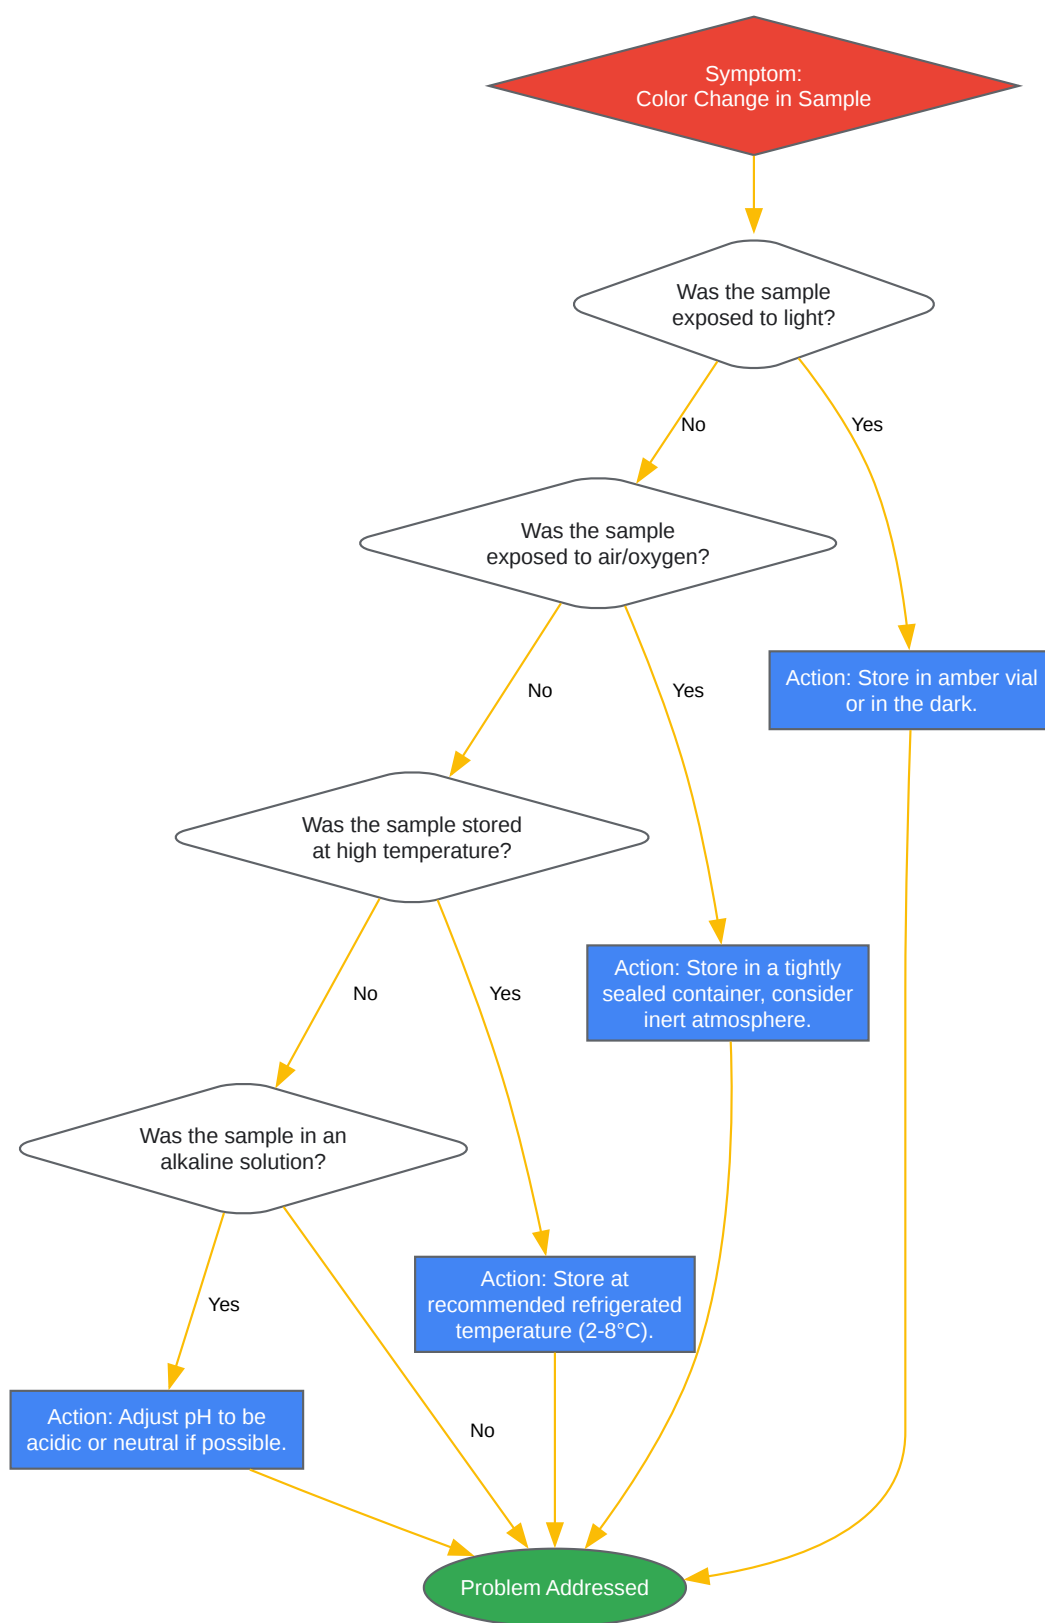 Symptom:
Color Change in Sample
Was the sample
exposed to light?
No
Yes
Was the sample
exposed to air/oxygen?
No
Yes
Action: Store in amber vial
or in the dark.
Was the sample stored
at high temperature?
No
Yes
Action: Store in a tightly
sealed container, consider
inert atmosphere.
Was the sample in an
alkaline solution?
Yes
No
Action: Store at
recommended refrigerated
temperature (2-8°C).
Action: Adjust pH to be
acidic or neutral if possible.
Problem Addressed